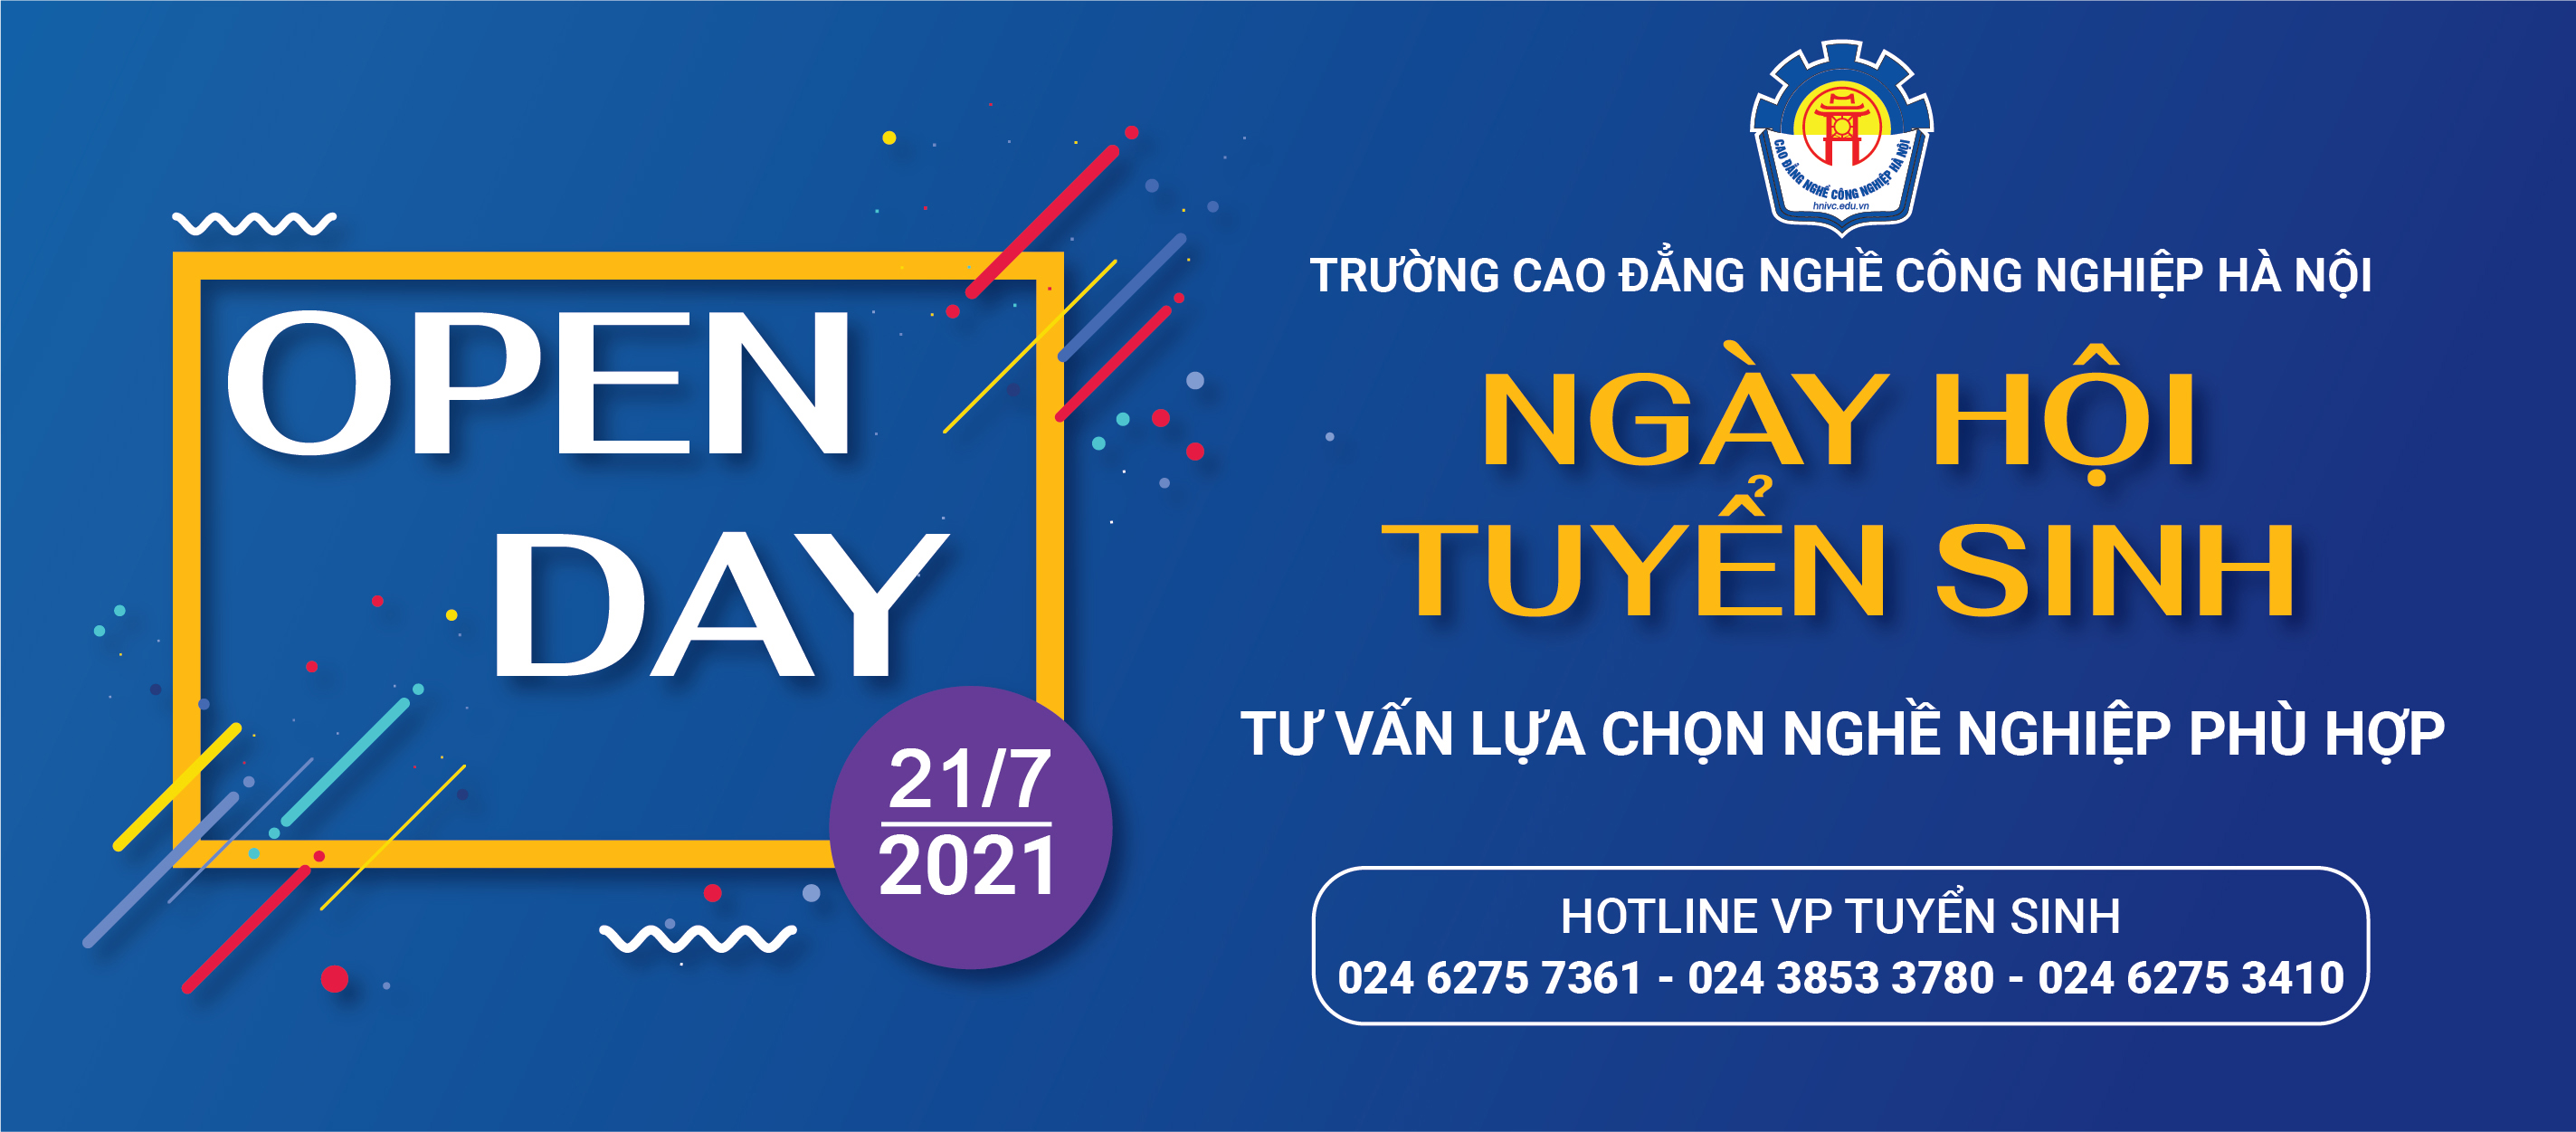 OPEN
DAY
21/7
2021
CAO ĐẲNG NGHỀ CÔNG NGHIỆP HÀ NỘI
hnivc.edu.vn
TRƯỜNG CAO ĐẲNG NGHỀ CÔNG NGHIỆP HÀ NỘI
NGÀY HỘI
TUYỂN SINH
TƯ VẤN LỰA CHỌN NGHỀ NGHIỆP PHÙ HỢP
HOTLINE VP TUYỂN SINH
024 6275 7361 - 024 3853 3780 - 024 6275 3410